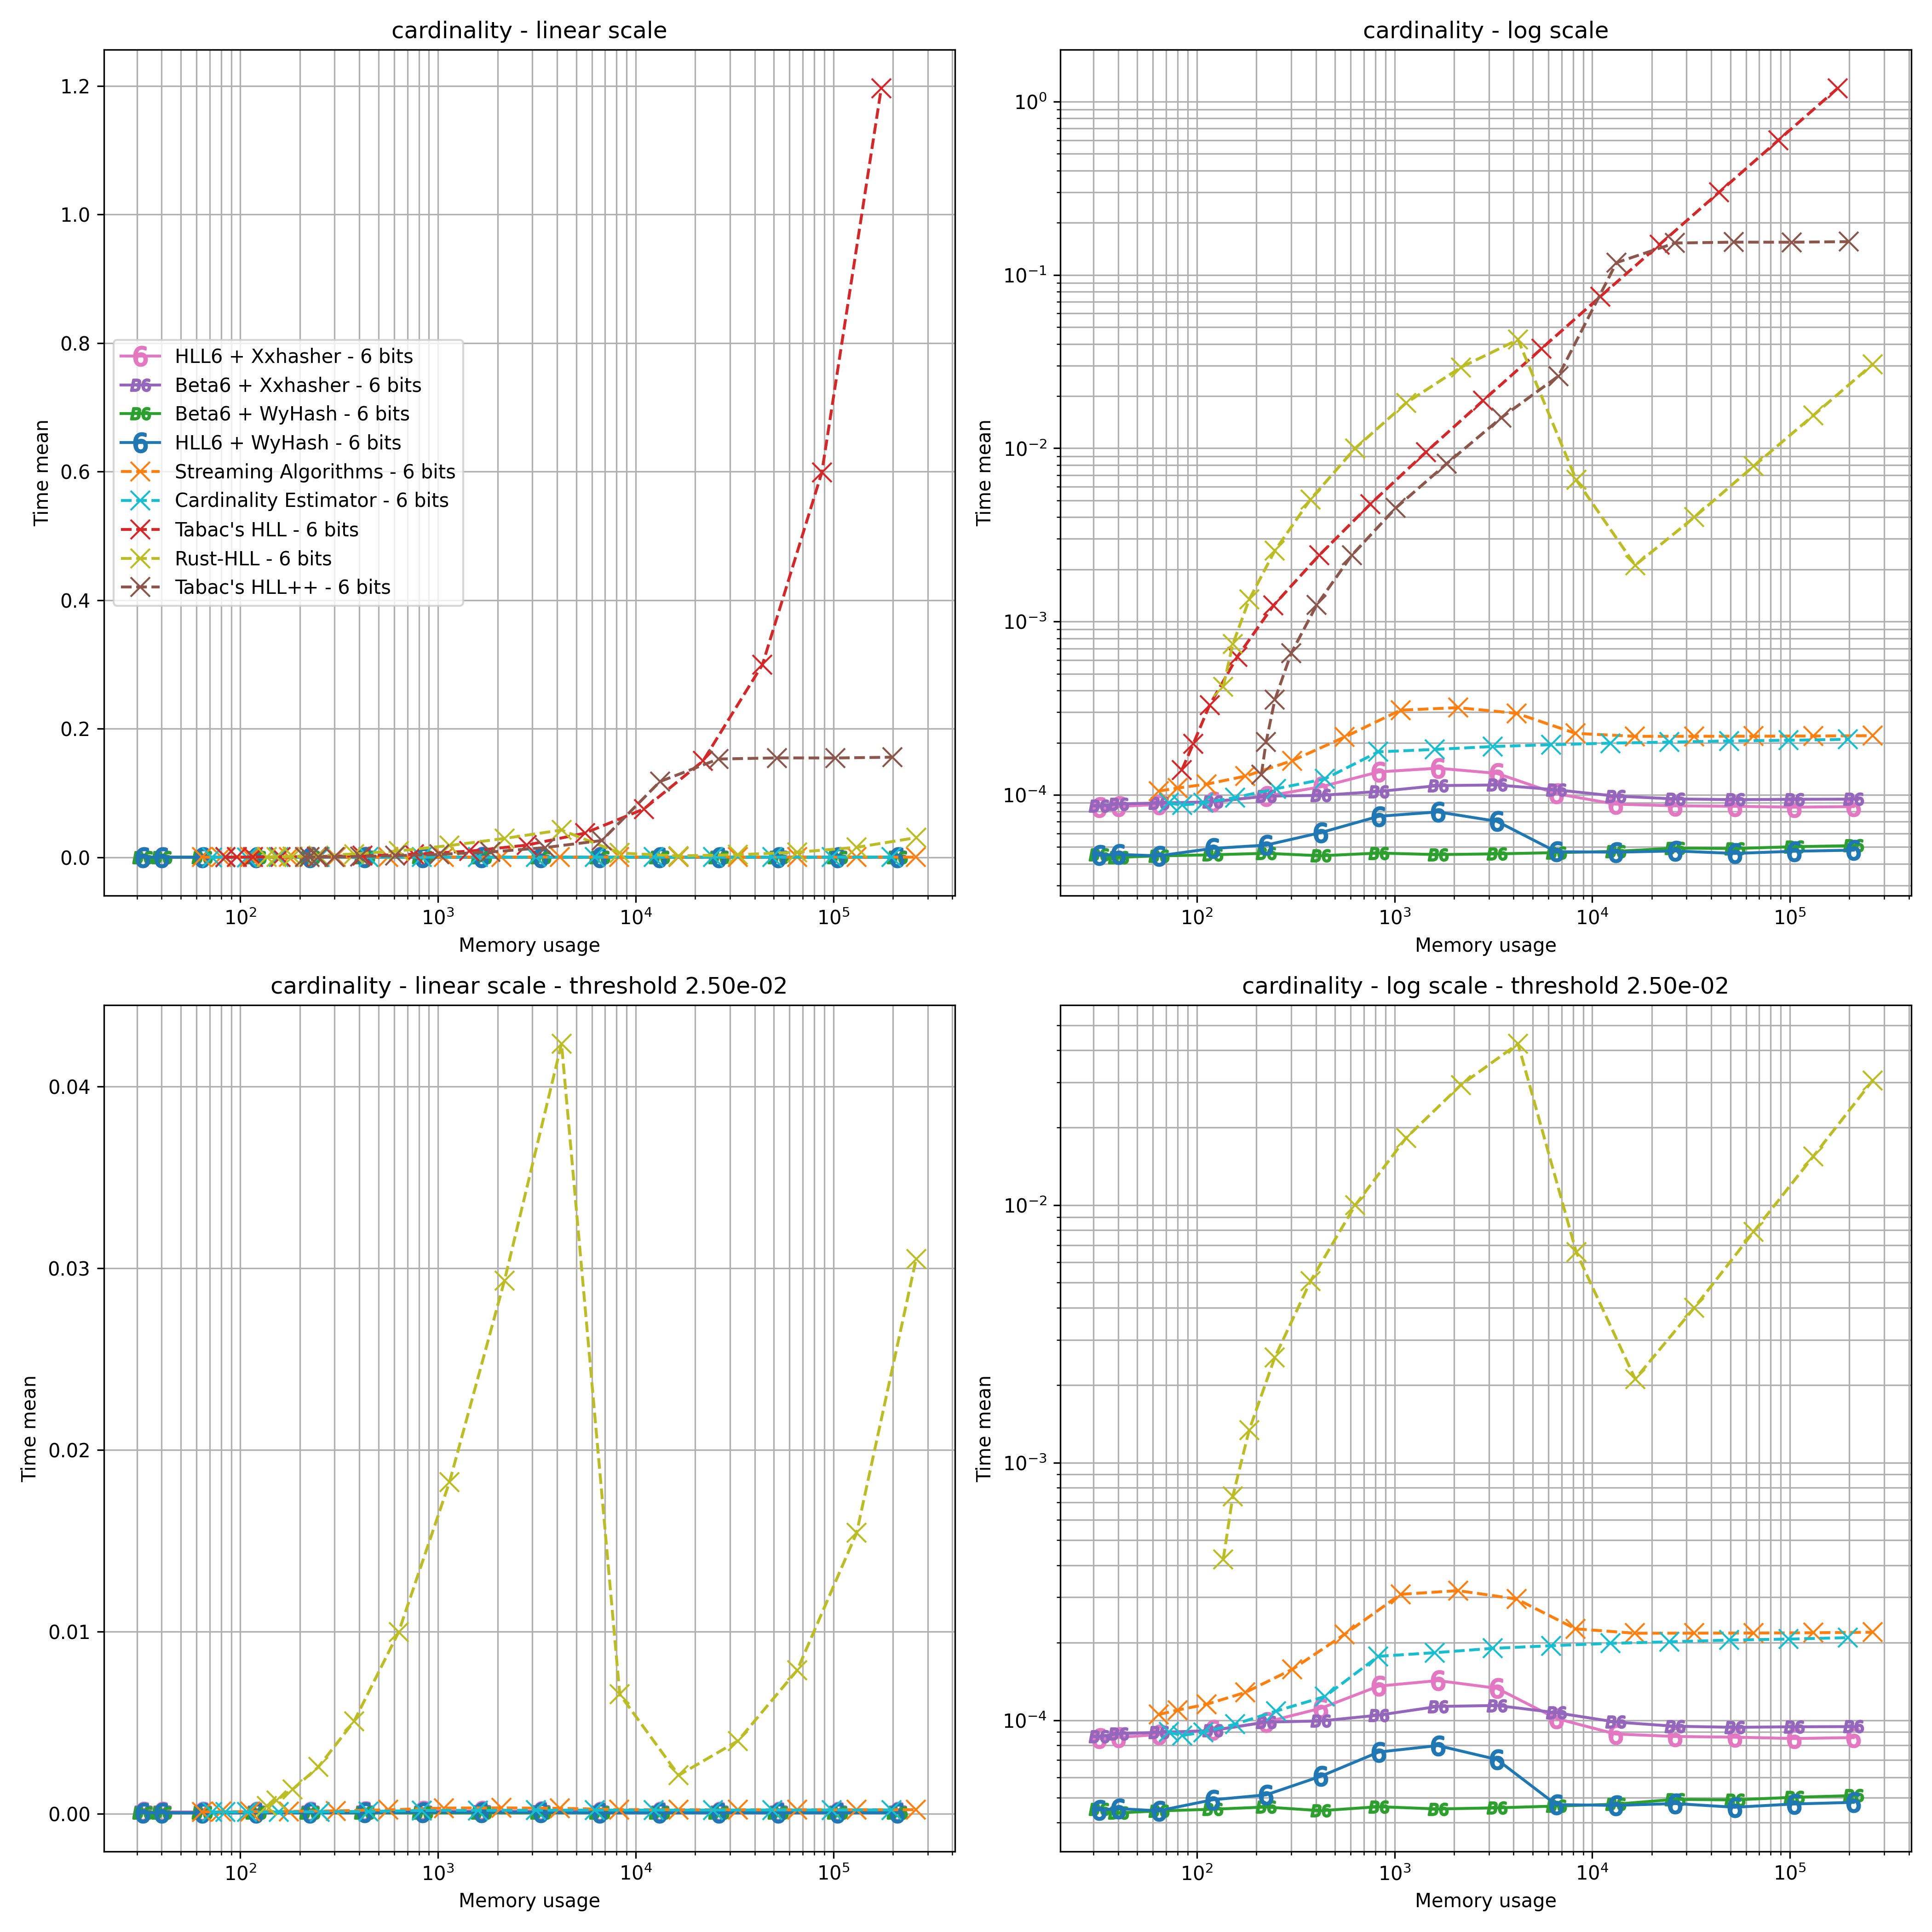 cardinality - linear scale
1.2
1.0
0.8
0.6
0.4
0.2
0.0
Time mean
HLL6 + Xxhasher - 6 bits
Beta6 + Xxhasher - 6 bits
Beta6 + WyHash - 6 bits
HLL6 + WyHash - 6 bits
Streaming Algorithms - 6 bits
Cardinality Estimator - 6 bits
Tabac's HLL - 6 bits
Rust-HLL - 6 bits
Tabac's HLL++ - 6 bits
10² 10³ 10⁴ 10⁵
Memory usage
cardinality - log scale
10⁰
10⁻¹
10⁻²
10⁻³
10⁻⁴
Time mean
10² 10³ 10⁴ 10⁵
Memory usage
cardinality - linear scale - threshold 2.50e-02
0.04
0.03
0.02
0.01
0.00
Time mean
10² 10³ 10⁴ 10⁵
Memory usage
cardinality - log scale - threshold 2.50e-02
10⁻²
10⁻³
10⁻⁴
Time mean
10² 10³ 10⁴ 10⁵
Memory usage